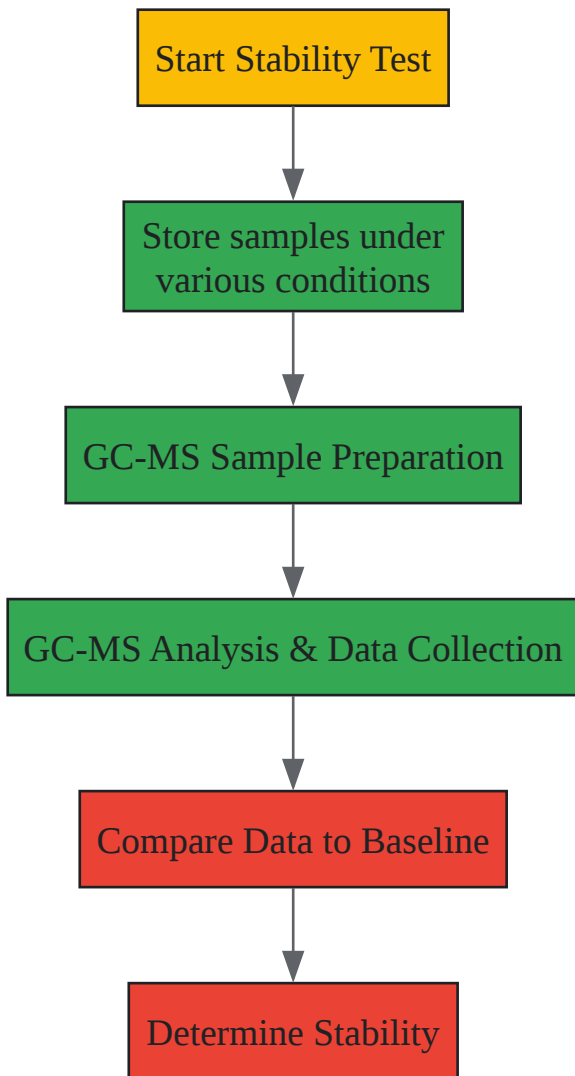 Start Stability Test
Store samples under
various conditions
GC-MS Sample Preparation
GC-MS Analysis & Data Collection
Compare Data to Baseline
Determine Stability